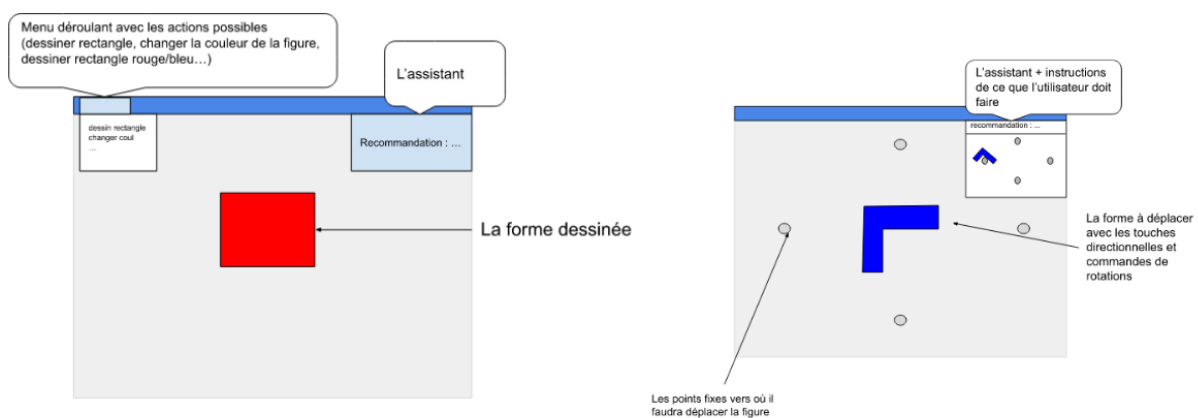 Menu déroulant avec les actions possibles
(dessiner rectangle, changer la couleur de la figure,
dessiner rectangle rouge/bleu…)
L'assistant
dessin rectangle
changer coul
…
Recommandation : …
La forme dessinée
L'assistant + instructions
de ce que l'utilisateur doit
faire
recommandation : ...
La forme à déplacer
avec les touches
directionnelles et
commandes de
rotations
Les points fixes vers où il
faudra déplacer la figure